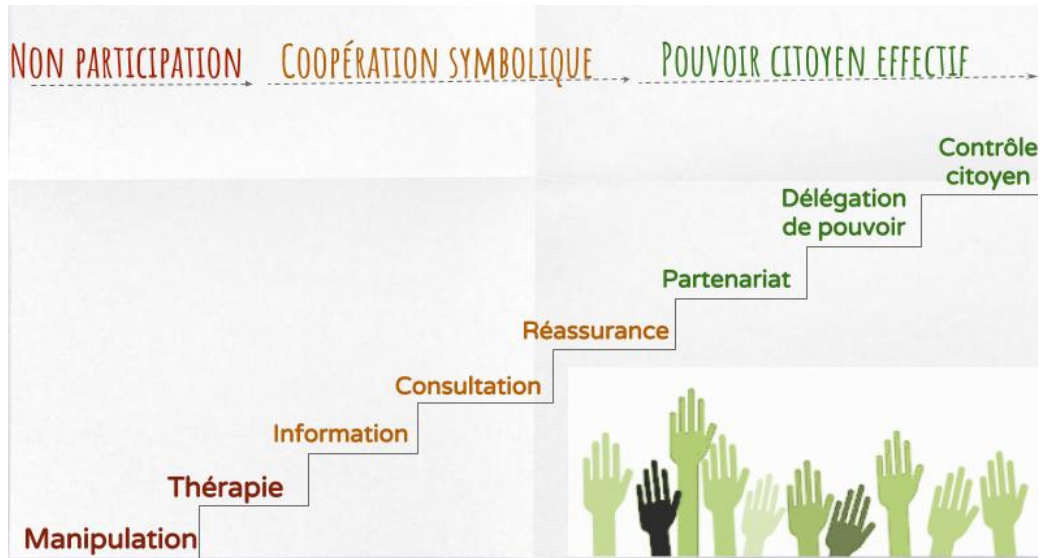 NON PARTICIPATION
COOPÉRATION SYMBOLIQUE
POUVOIR CITOYEN EFFECTIF
Contrôle
citoyen
Délégation
de pouvoir
Partenariat
Réassurance
Consultation
Information
Thérapie
Manipulation